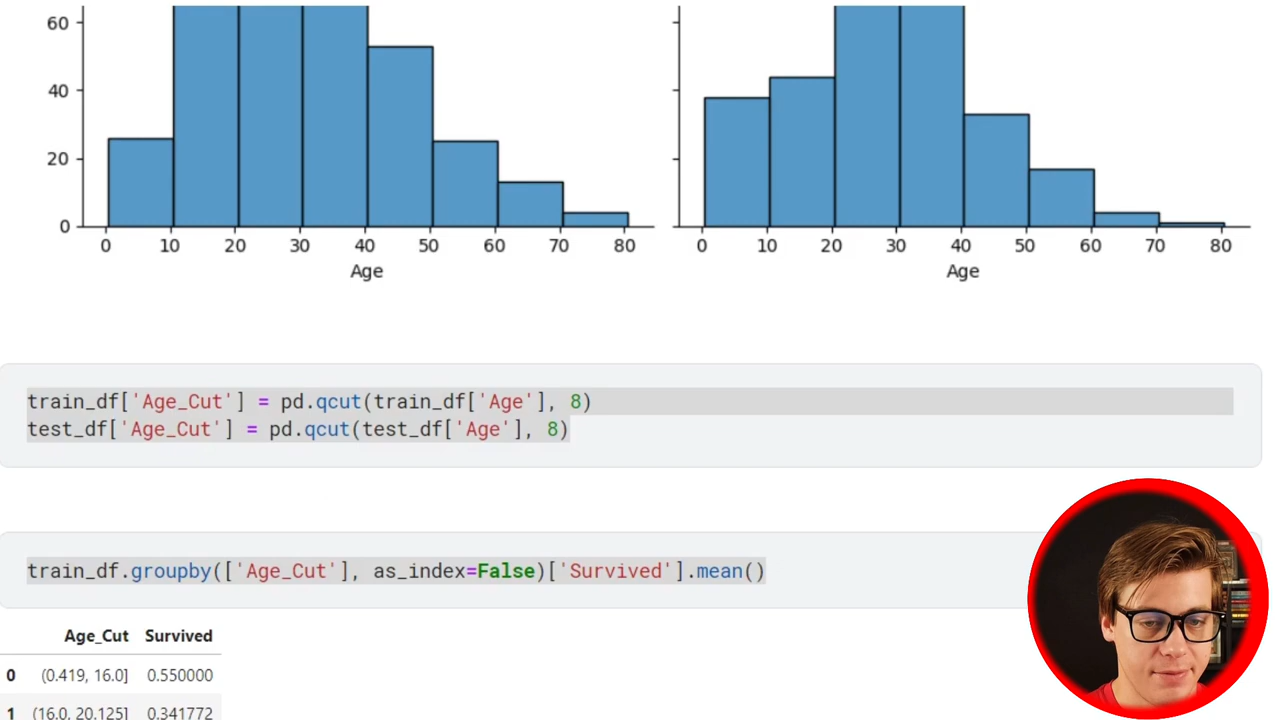 60
40
20
0
0 10 20 30 40 50 60 70 80
Age
0 10 20 30 40 50 60 70 80
Age
train_df['Age_Cut'] = pd.qcut(train_df['Age'], 8)
test_df['Age_Cut'] = pd.qcut(test_df['Age'], 8)
train_df.groupby(['Age_Cut'], as_index=False)['Survived'].mean()
Age_Cut Survived
0 (0.419, 16.0] 0.550000
1 (16.0, 20.125] 0.341772